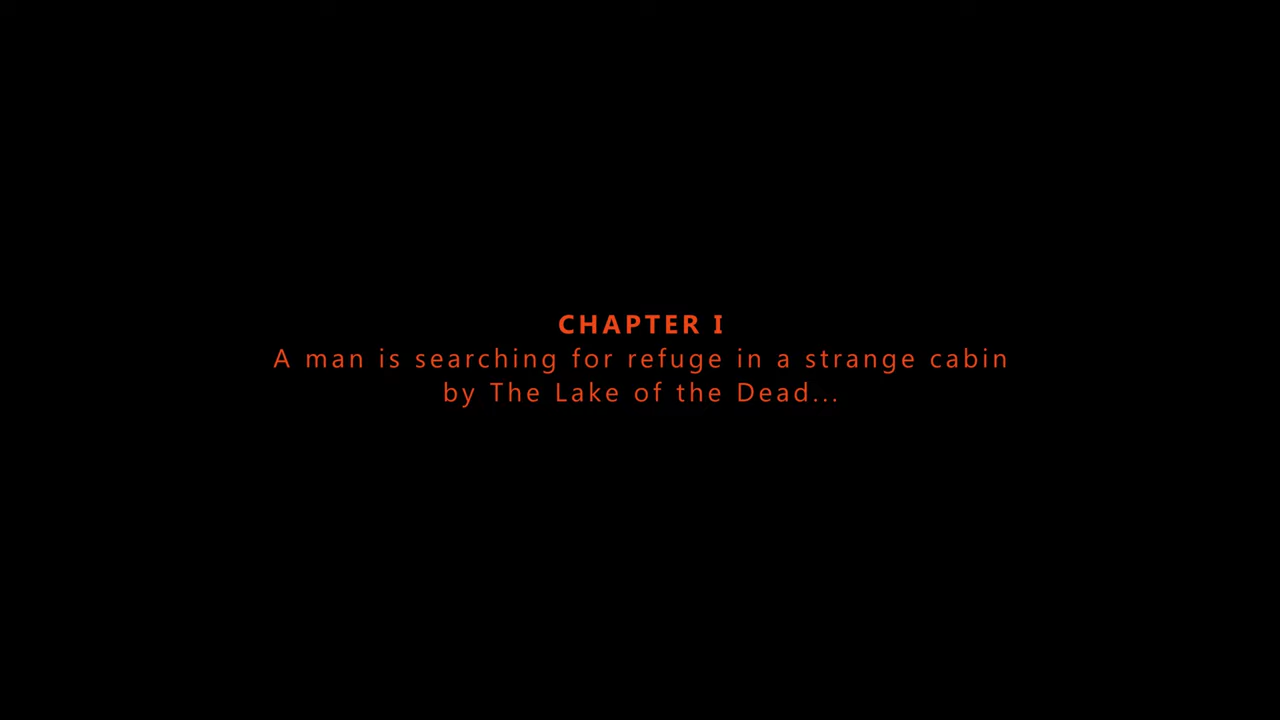 CHAPTER I
A man is searching for refuge in a strange cabin
by The Lake of the Dead...